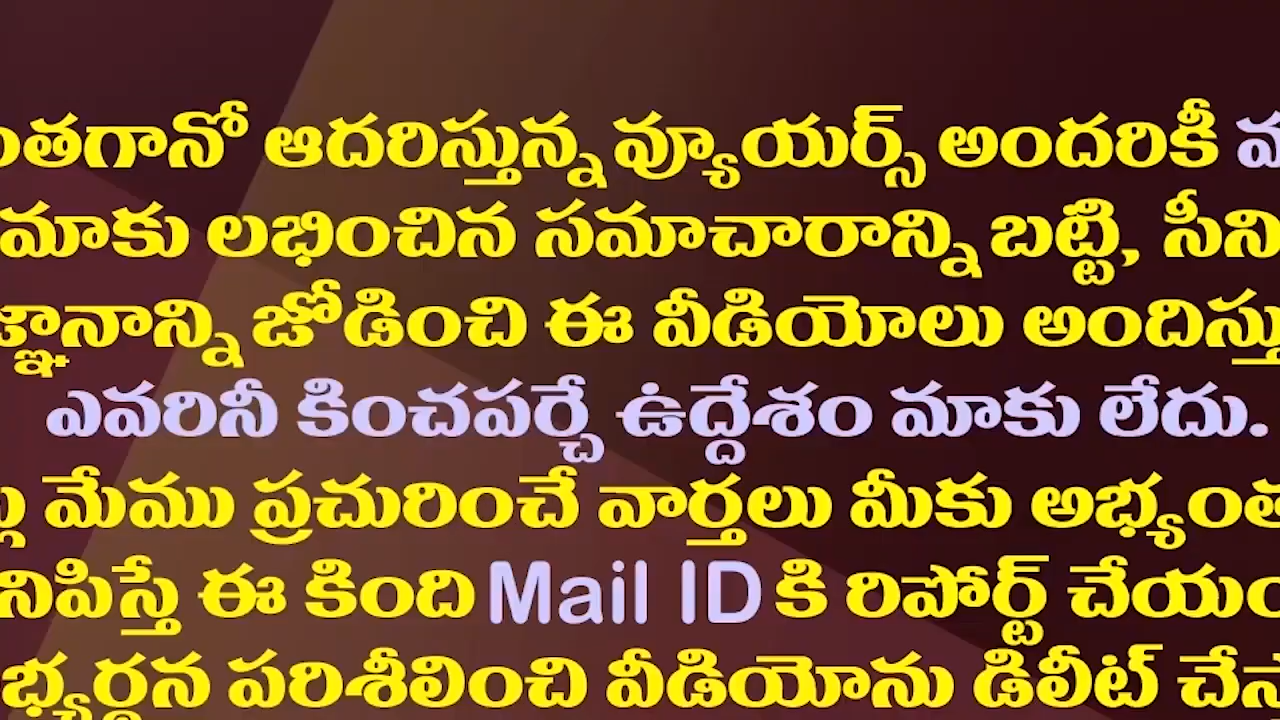 ంతగానో ఆదరిస్తున్న వ్యూయర్స్ అందరికీ
మాకు లభించిన సమాచారాన్ని బట్టి, సీని
జ్ఞానాన్ని జోడించి ఈ వీడియోలు అందిస్తు
ఎవరినీ కించపర్చే ఉద్దేశం మాకు లేదు.
మేము ప్రచురించే వార్తలు మీకు అభ్యంత
నిపిస్తే ఈ కింది Mail ID కి రిపోర్ట్ చేయం
భ్యర్థన పరిశీలించి వీడియోను డిలీట్ చేస